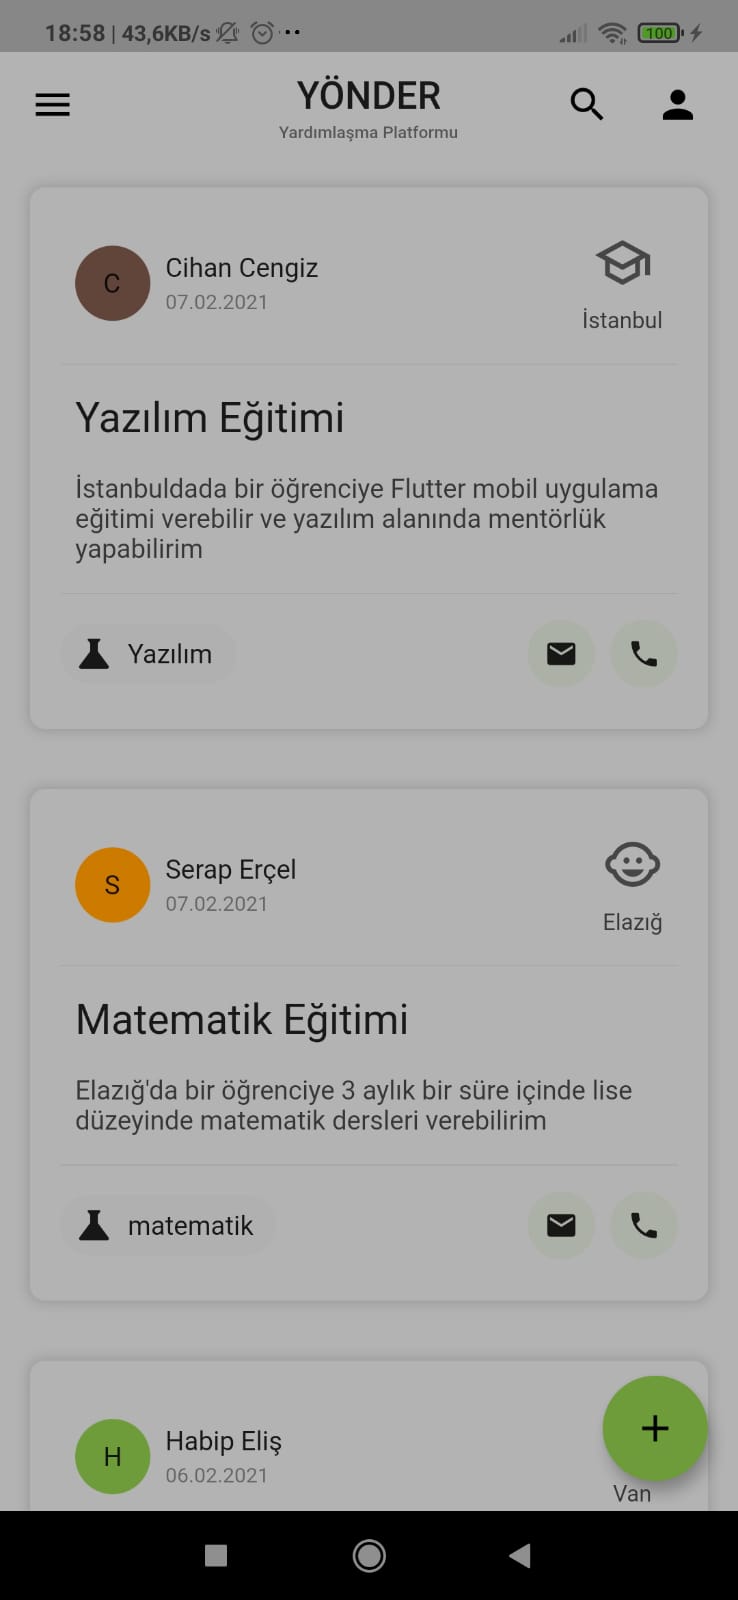 18:58 | 43,6KB/s
100
YÖNDER
Yardımlaşma Platformu
C
Cihan Cengiz
07.02.2021
İstanbul
Yazılım Eğitimi
İstanbuldada bir öğrenciye Flutter mobil uygulama
eğitimi verebilir ve yazılım alanında mentörlük
yapabilirim
Yazılım
S
Serap Erçel
07.02.2021
Elazığ
Matematik Eğitimi
Elazığ'da bir öğrenciye 3 aylık bir süre içinde lise
düzeyinde matematik dersleri verebilirim
matematik
H
Habip Eliş
06.02.2021
Van